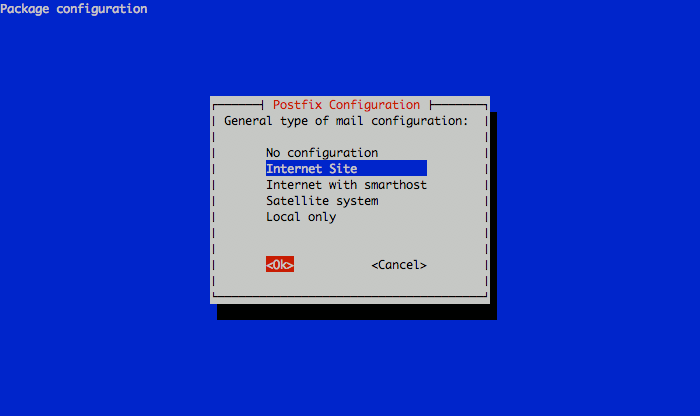 Package configuration
Postfix Configuration
General type of mail configuration:
No configuration
Internet Site
Internet with smarthost
Satellite system
Local only
<Ok> <Cancel>